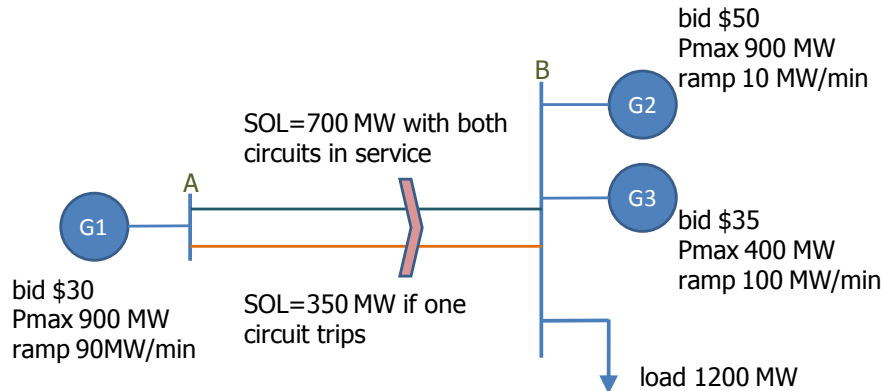 bid $50
Pmax 900 MW
ramp 10 MW/min
B
G2
SOL=700 MW with both
circuits in service
A
G3
G1
bid $35
Pmax 400 MW
ramp 100 MW/min
bid $30
Pmax 900 MW
ramp 90MW/min
SOL=350 MW if one
circuit trips
load 1200 MW